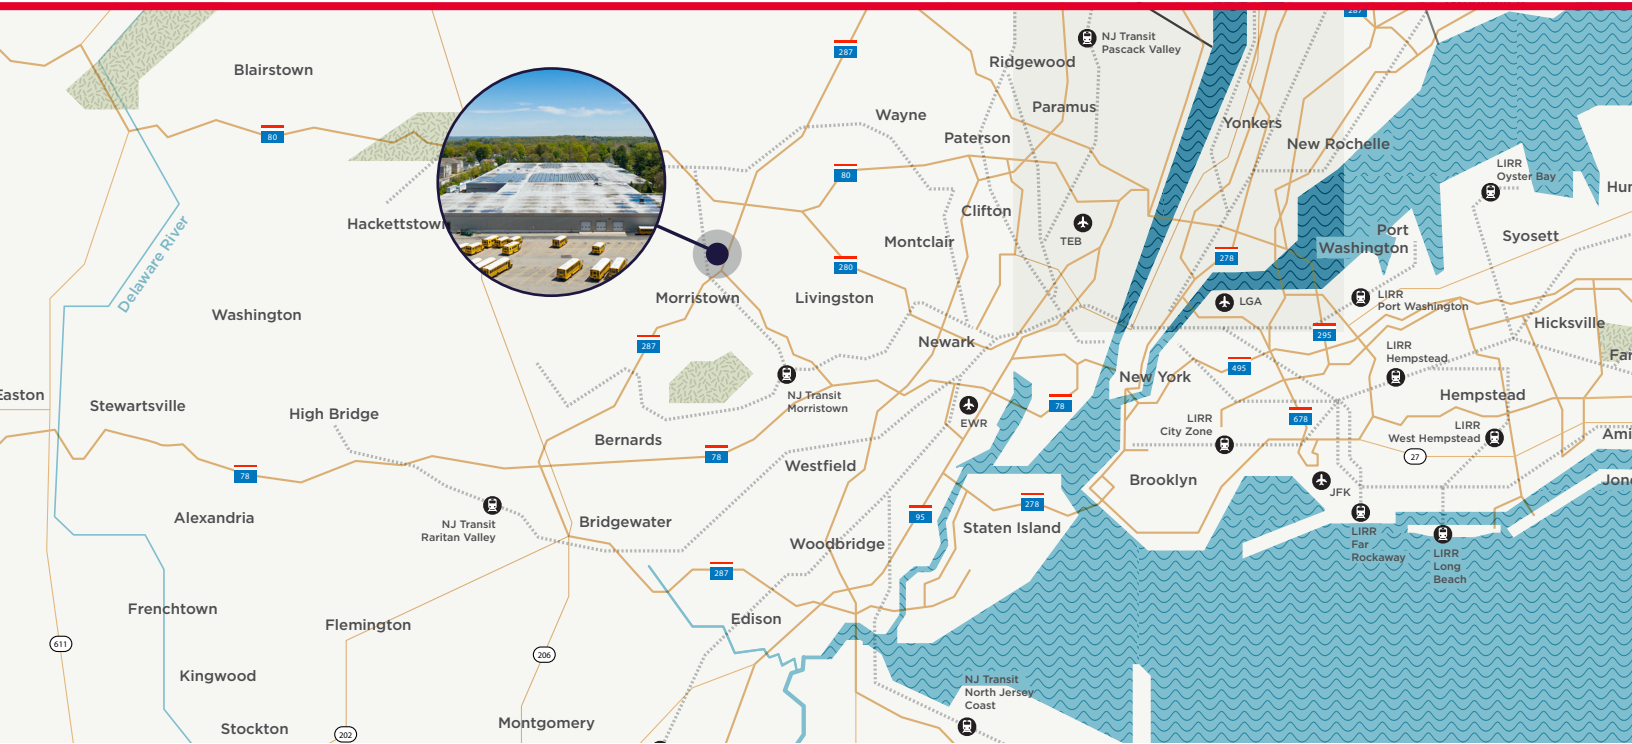 287
287
NJ Transit
Pascack Valley
Ridgewood
Blairstown
Paramus
Wayne
Yonkers
80
Paterson
New Rochelle
LIRR
Oyster Bay
80
Hackettstown
Clifton
TEB
Montclair
Port
Washington
Syosett
Delaware River
278
280
Morristown
Livingston
LGA
LIRR
Port Washington
Washington
Hicksville
287
Newark
295
LIRR
Hempstead
495
New York
NJ Transit
Morristown
Easton
Stewartsville
High Bridge
78
EWR
678
Hempstead
LIRR
City Zone
LIRR
West Hempstead
Bernards
78
27
Westfield
78
Brooklyn
JFK
278
95
Alexandria
NJ Transit
Raritan Valley
Bridgewater
Staten Island
Woodbridge
LIRR
Far
Rockaway
LIRR
Long
Beach
287
Frenchtown
Flemington
Edison
611
206
Kingwood
NJ Transit
North Jersey
Coast
Stockton
202
Montgomery